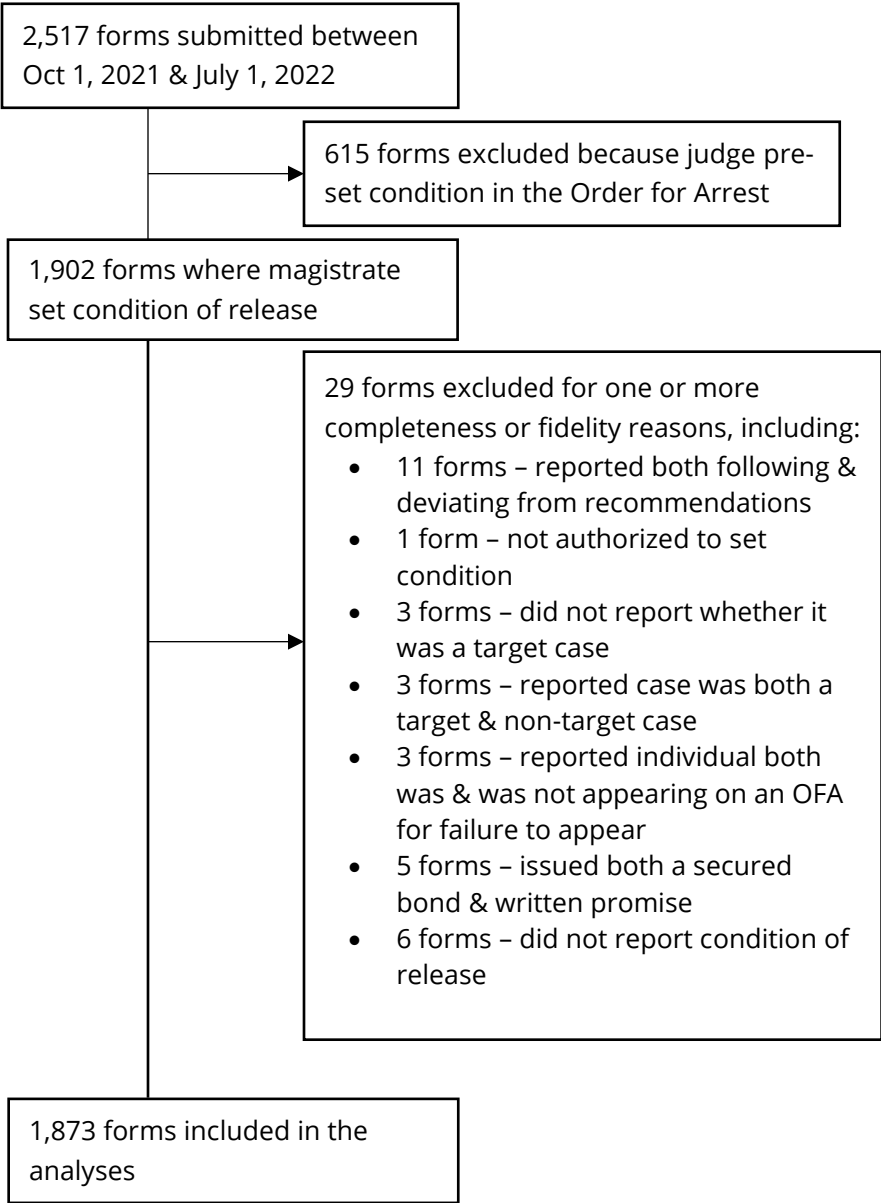 2,517 forms submitted between
Oct 1, 2021 & July 1, 2022
615 forms excluded because judge pre-
set condition in the Order for Arrest
1,902 forms where magistrate
set condition of release
29 forms excluded for one or more
completeness or fidelity reasons, including:
• 11 forms – reported both following &
deviating from recommendations
• 1 form – not authorized to set
condition
• 3 forms – did not report whether it
was a target case
• 3 forms – reported case was both a
target & non-target case
• 3 forms – reported individual both
was & was not appearing on an OFA
for failure to appear
• 5 forms – issued both a secured
bond & written promise
• 6 forms – did not report condition of
release
1,873 forms included in the
analyses